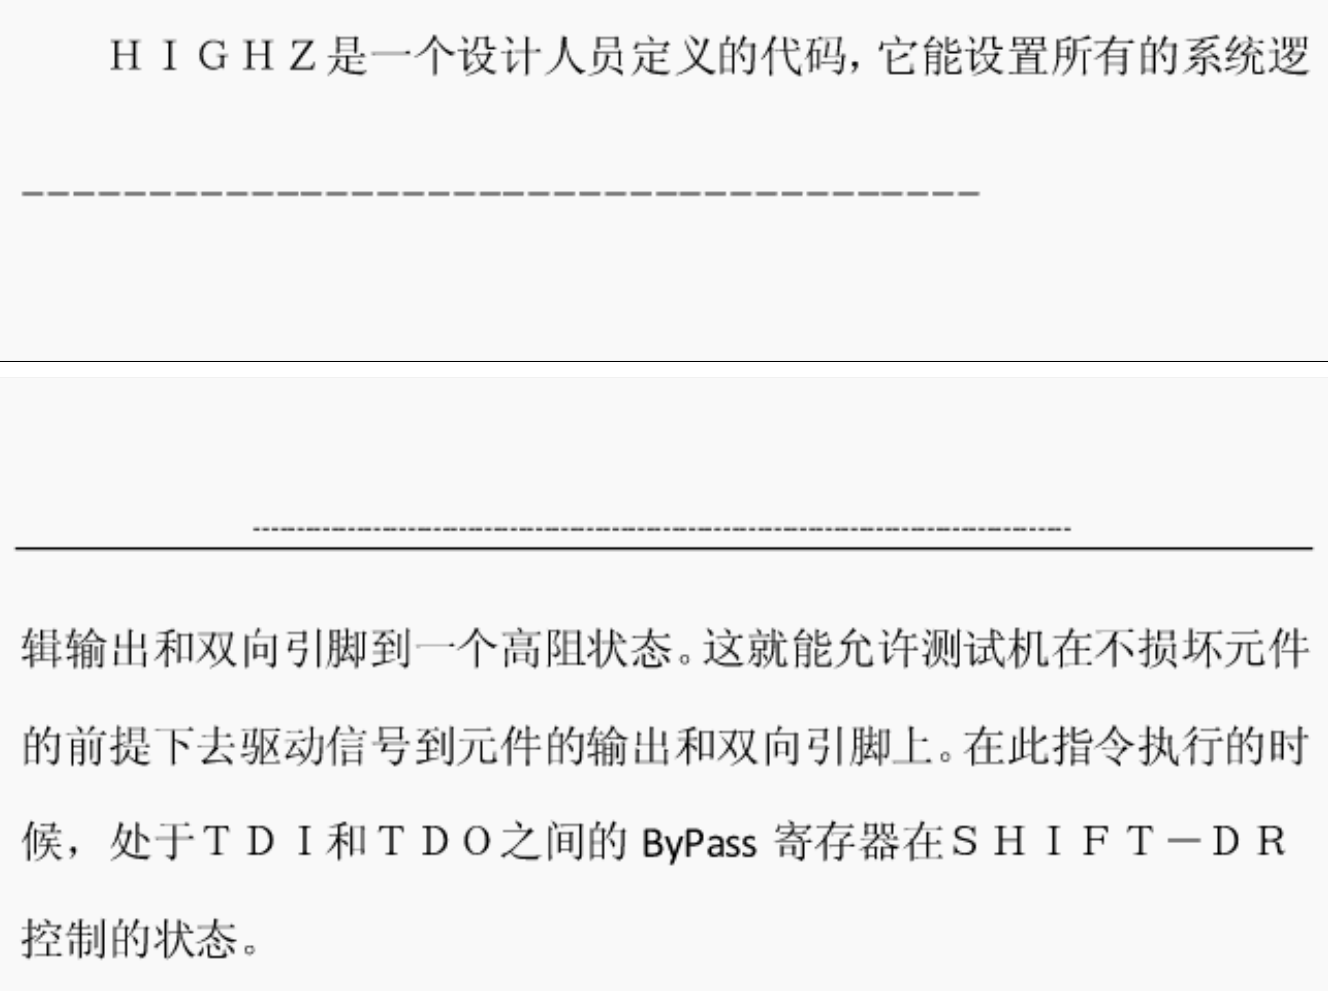 ＨＩＧＨＺ是一个设计人员定义的代码，它能设置所有的系统逻
辑输出和双向引脚到一个高阻状态。这就能允许测试机在不损坏元件
的前提下去驱动信号到元件的输出和双向引脚上。在此指令执行的时
候，处于ＴＤＩ和ＴＤＯ之间的 ByPass 寄存器在ＳＨＩＦＴ－ＤＲ
控制的状态。